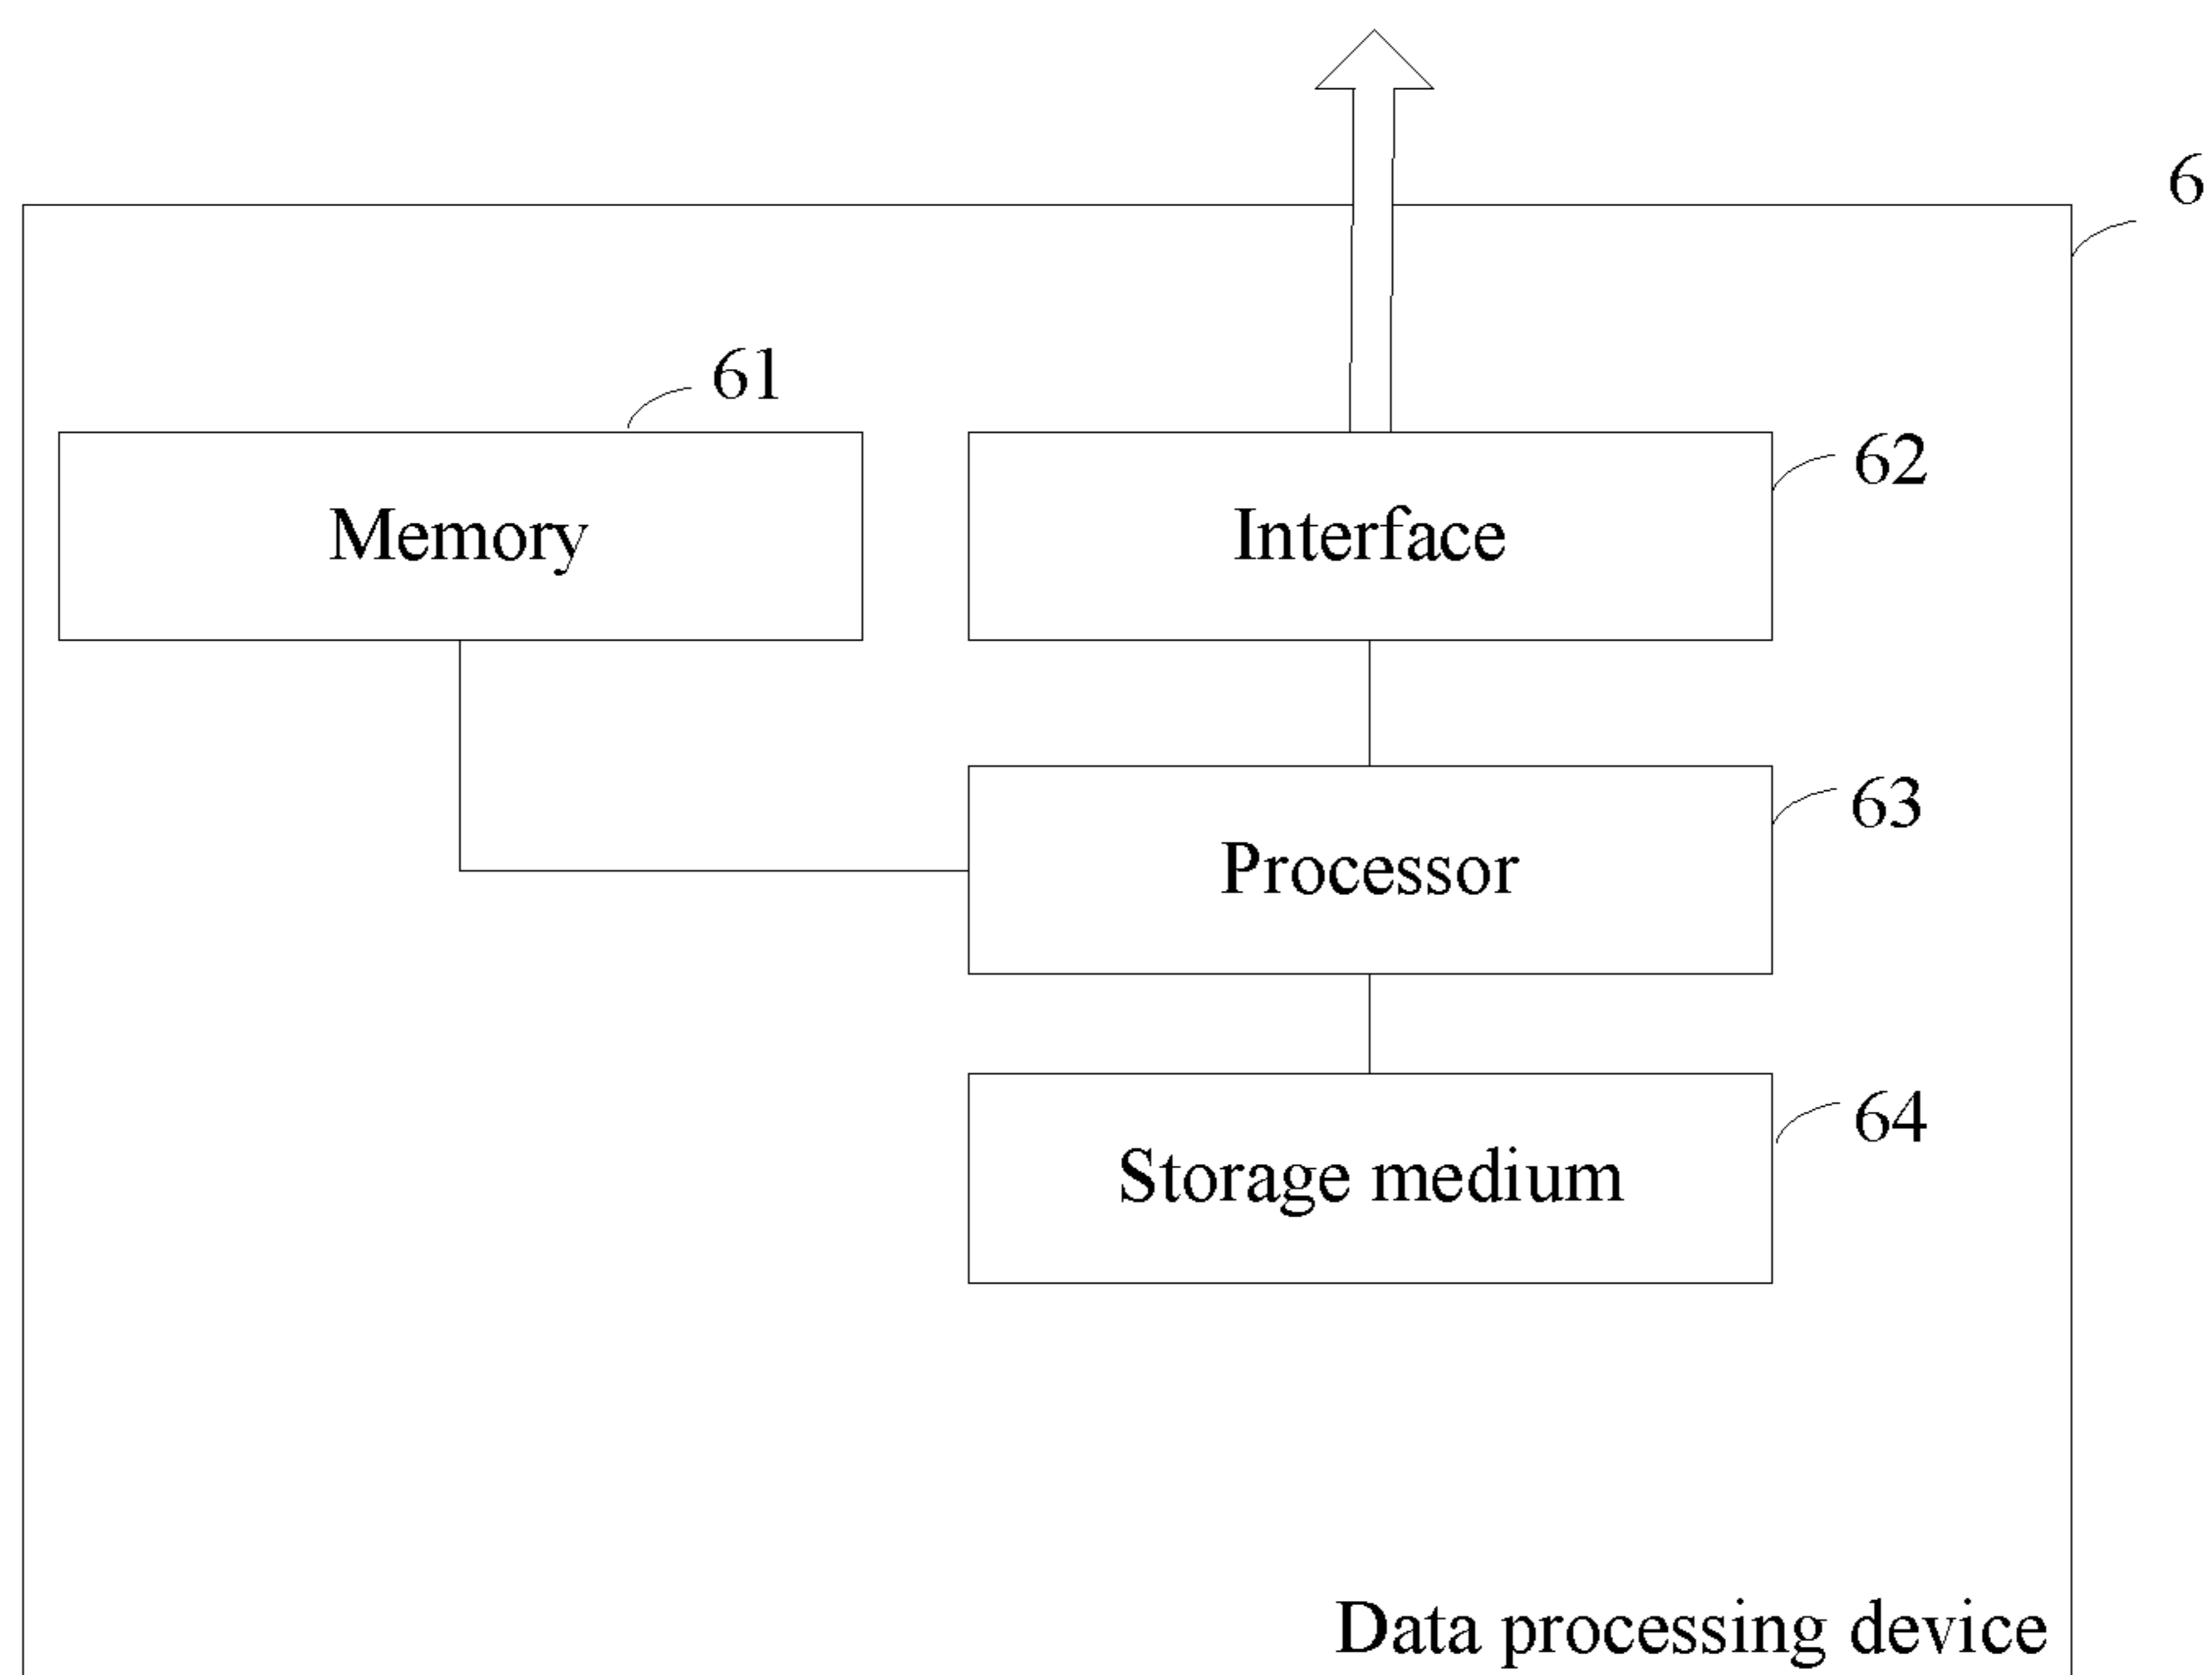 6
61
62
Memory
Interface
63
Processor
64
Storage medium
Data processing device